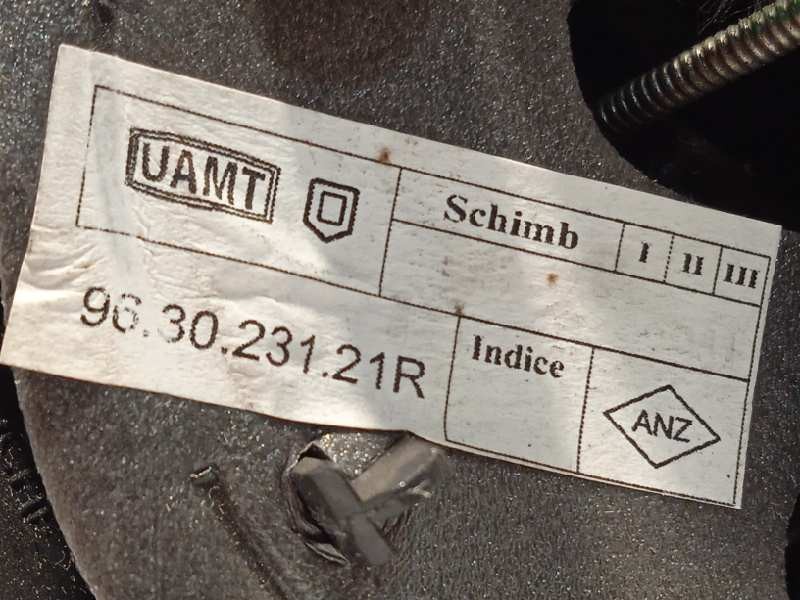 UAMT
Schimb I II III
96.30.231.21R
Indice
ANZ